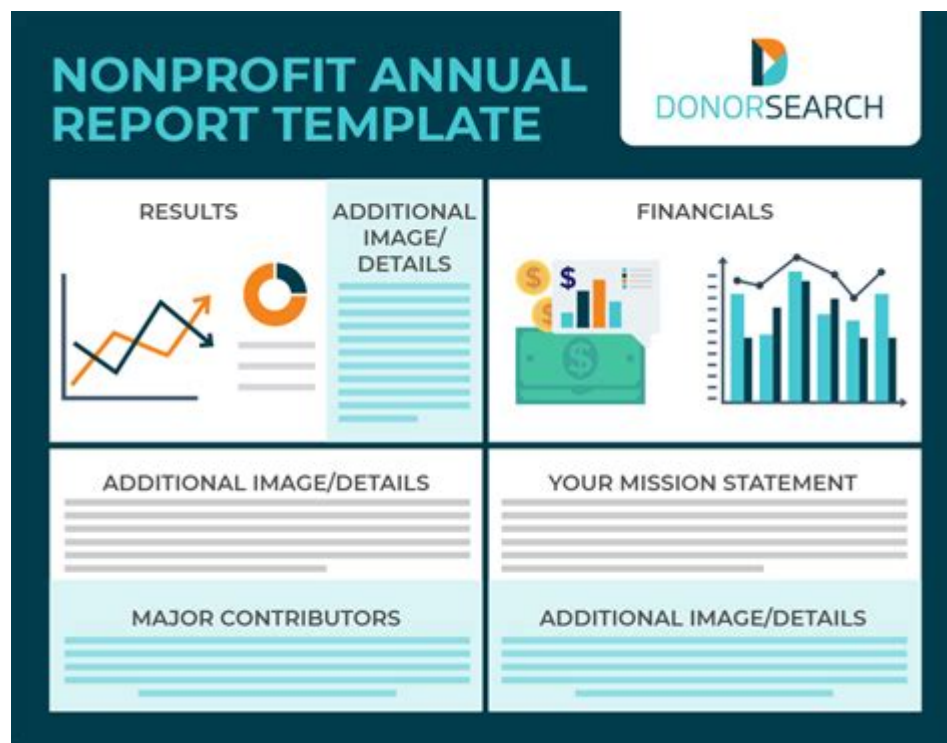 NONPROFIT ANNUAL
REPORT TEMPLATE
DONORSEARCH
RESULTS
ADDITIONAL
IMAGE/
DETAILS
FINANCIALS
$
$
$
$
ADDITIONAL IMAGE/DETAILS
YOUR MISSION STATEMENT
MAJOR CONTRIBUTORS
ADDITIONAL IMAGE/DETAILS